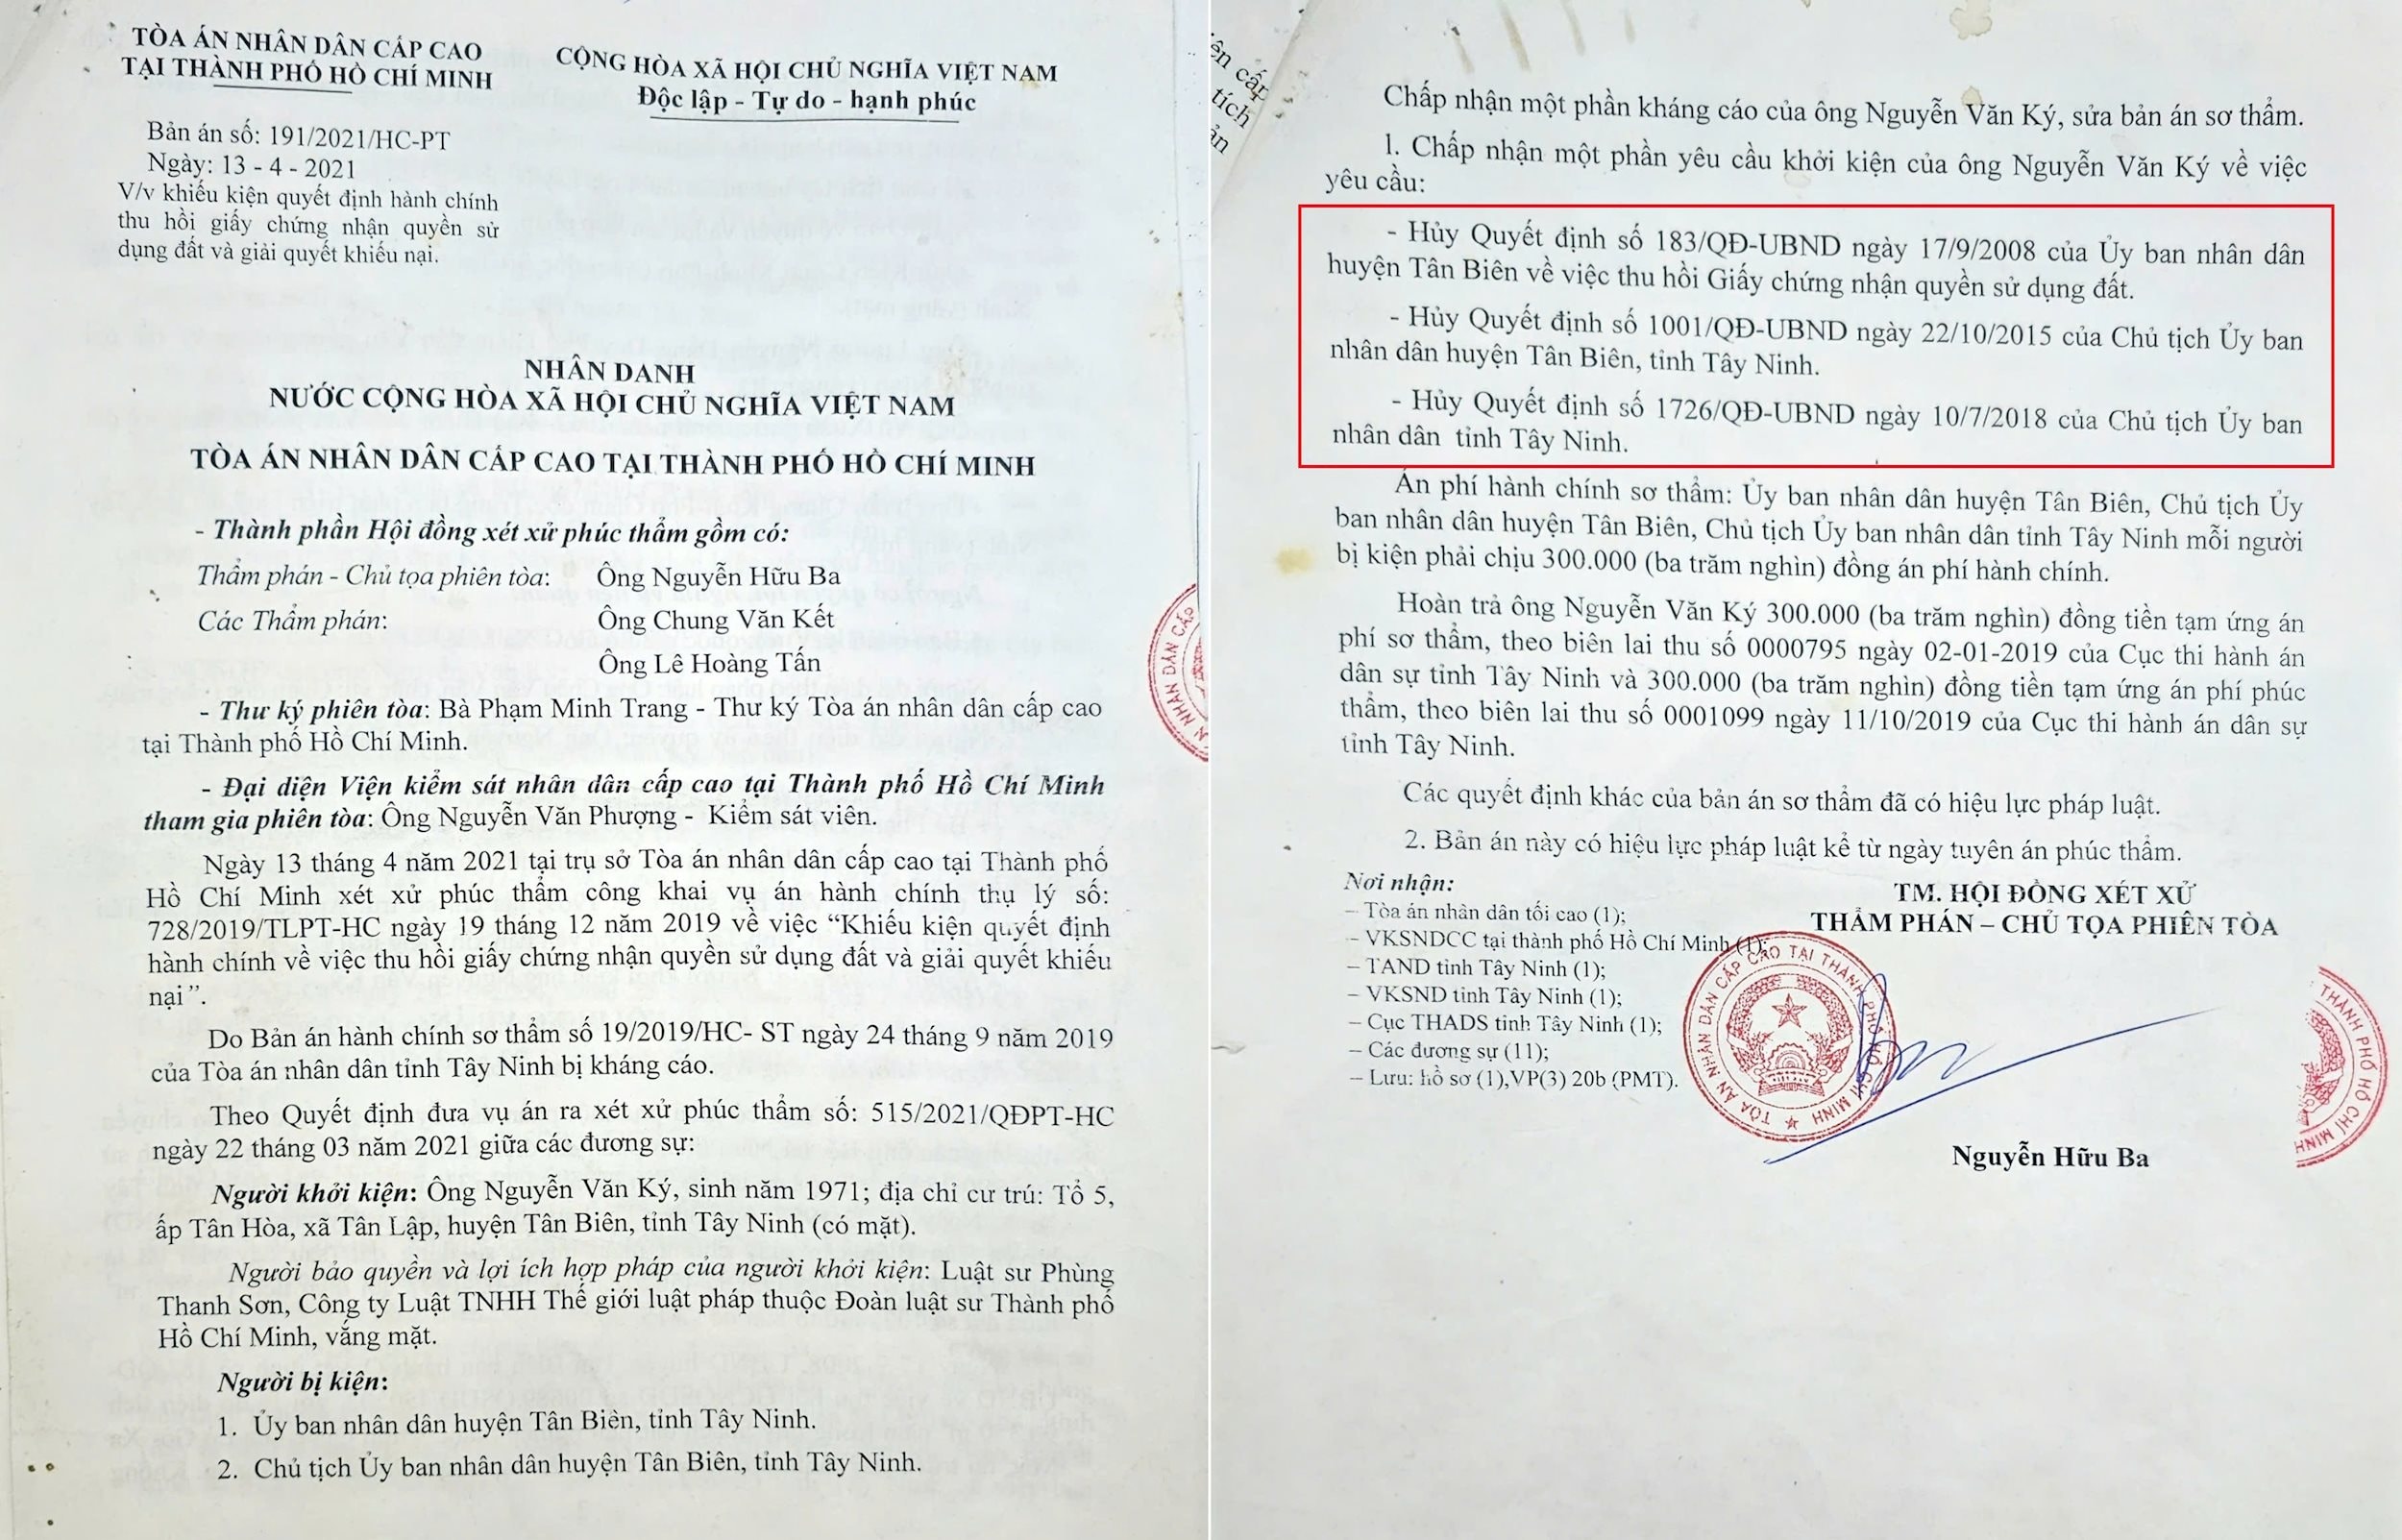 TÒA ÁN NHÂN DÂN CẤP CAO
TẠI THÀNH PHỐ HỒ CHÍ MINH
CỘNG HÒA XÃ HỘI CHỦ NGHĨA VIỆT NAM
Độc lập - Tự do - hạnh phúc
Bản án số: 191/2021/HC-PT
Ngày: 13 - 4 - 2021
V/v khiếu kiện quyết định hành chính
thu hồi giấy chứng nhận quyền sử
dụng đất và giải quyết khiếu nại.
NHÂN DANH
NƯỚC CỘNG HÒA XÃ HỘI CHỦ NGHĨA VIỆT NAM
TÒA ÁN NHÂN DÂN CẤP CAO TẠI THÀNH PHỐ HỒ CHÍ MINH
- Thành phần Hội đồng xét xử phúc thẩm gồm có:
Thẩm phán - Chủ tọa phiên tòa: Ông Nguyễn Hữu Ba
Các Thẩm phán: Ông Chung Văn Kết
Ông Lê Hoàng Tấn
- Thư ký phiên tòa: Bà Phạm Minh Trang - Thư ký Tòa án nhân dân cấp cao
tại Thành phố Hồ Chí Minh.
- Đại diện Viện kiểm sát nhân dân cấp cao tại Thành phố Hồ Chí Minh
tham gia phiên tòa: Ông Nguyễn Văn Phượng - Kiểm sát viên.
Ngày 13 tháng 4 năm 2021 tại trụ sở Tòa án nhân dân cấp cao tại Thành phố
Hồ Chí Minh xét xử phúc thẩm công khai vụ án hành chính thụ lý số:
728/2019/TLPT-HC ngày 19 tháng 12 năm 2019 về việc “Khiếu kiện quyết định
hành chính về việc thu hồi giấy chứng nhận quyền sử dụng đất và giải quyết khiếu
nại”.
Do Bản án hành chính sơ thẩm số 19/2019/HC- ST ngày 24 tháng 9 năm 2019
của Tòa án nhân dân tỉnh Tây Ninh bị kháng cáo.
Theo Quyết định đưa vụ án ra xét xử phúc thẩm số: 515/2021/QĐPT-HC
ngày 22 tháng 03 năm 2021 giữa các đương sự:
Người khởi kiện: Ông Nguyễn Văn Ký, sinh năm 1971; địa chỉ cư trú: Tổ 5,
ấp Tân Hòa, xã Tân Lập, huyện Tân Biên, tỉnh Tây Ninh (có mặt).
Người bảo quyền và lợi ích hợp pháp của người khởi kiện: Luật sư Phùng
Thanh Sơn, Công ty Luật TNHH Thế giới luật pháp thuộc Đoàn luật sư Thành phố
Hồ Chí Minh, vắng mặt.
Người bị kiện:
1. Ủy ban nhân dân huyện Tân Biên, tỉnh Tây Ninh.
2. Chủ tịch Ủy ban nhân dân huyện Tân Biên, tỉnh Tây Ninh.
ên cấp
tích
Chấp nhận một phần kháng cáo của ông Nguyễn Văn Ký, sửa bản án sơ thẩm.
1. Chấp nhận một phần yêu cầu khởi kiện của ông Nguyễn Văn Ký về việc
yêu cầu:
- Hủy Quyết định số 183/QĐ-UBND ngày 17/9/2008 của Ủy ban nhân dân
huyện Tân Biên về việc thu hồi Giấy chứng nhận quyền sử dụng đất.
- Hủy Quyết định số 1001/QĐ-UBND ngày 22/10/2015 của Chủ tịch Ủy ban
nhân dân huyện Tân Biên, tỉnh Tây Ninh.
- Hủy Quyết định số 1726/QĐ-UBND ngày 10/7/2018 của Chủ tịch Ủy ban
nhân dân tỉnh Tây Ninh.
Án phí hành chính sơ thẩm: Ủy ban nhân dân huyện Tân Biên, Chủ tịch Ủy
ban nhân dân huyện Tân Biên, Chủ tịch Ủy ban nhân dân tỉnh Tây Ninh mỗi người
bị kiện phải chịu 300.000 (ba trăm nghìn) đồng án phí hành chính.
Hoàn trả ông Nguyễn Văn Ký 300.000 (ba trăm nghìn) đồng tiền tạm ứng án
phí sơ thẩm, theo biên lai thu số 0000795 ngày 02-01-2019 của Cục thi hành án
dân sự tỉnh Tây Ninh và 300.000 (ba trăm nghìn) đồng tiền tạm ứng án phí phúc
thẩm, theo biên lai thu số 0001099 ngày 11/10/2019 của Cục thi hành án dân sự
tỉnh Tây Ninh.
Các quyết định khác của bản án sơ thẩm đã có hiệu lực pháp luật.
2. Bản án này có hiệu lực pháp luật kể từ ngày tuyên án phúc thẩm.
Nơi nhận:
– Tòa án nhân dân tối cao (1);
– VKSNDCC tại thành phố Hồ Chí Minh (1);
– TAND tỉnh Tây Ninh (1);
– VKSND tỉnh Tây Ninh (1);
– Cục THADS tỉnh Tây Ninh (1);
– Các đương sự (11);
– Lưu: hồ sơ (1),VP(3) 20b (PMT).
TM. HỘI ĐỒNG XÉT XỬ
THẨM PHÁN – CHỦ TỌA PHIÊN TÒA
TÒA ÁN NHÂN DÂN CẤP CAO TẠI THÀNH PHỐ HỒ CHÍ MINH
Nguyễn Hữu Ba
NHÂN DÂN CẤP
THÀNH PHỐ HỒ CHÍ MINH